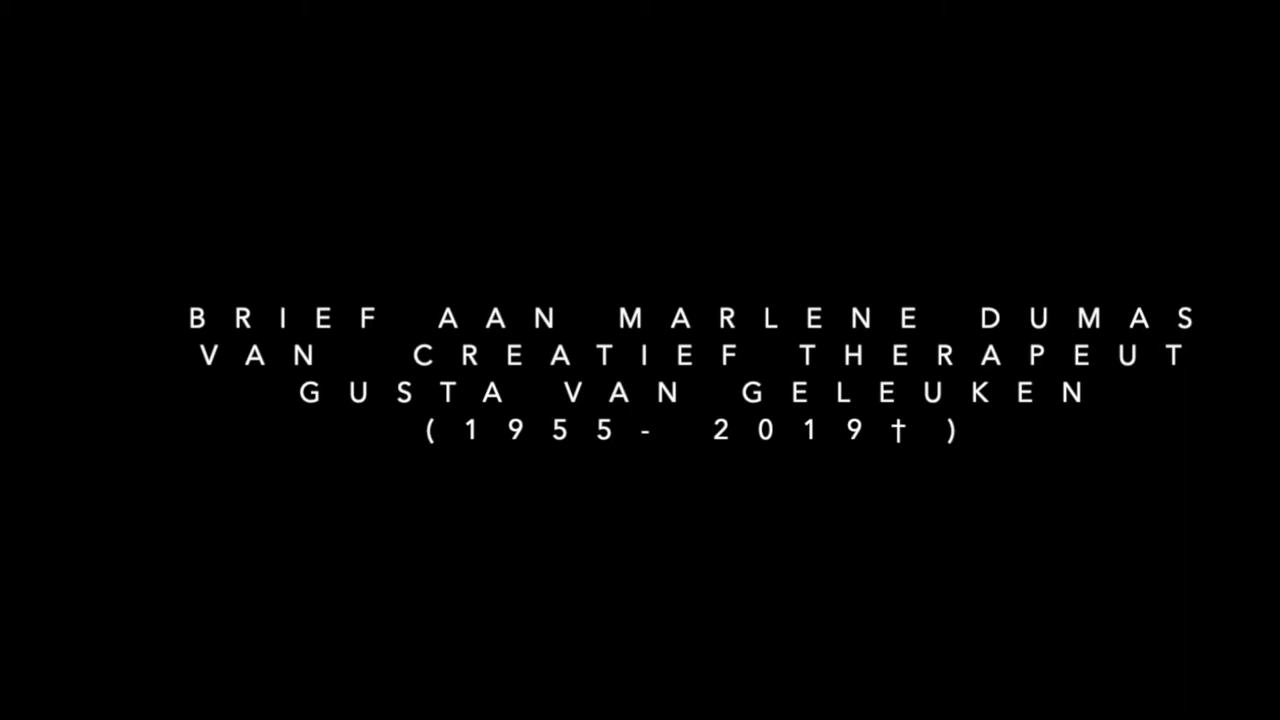 BRIEF AAN MARLENE DUMAS
VAN CREATIEF THERAPEUT
GUSTA VAN GELEUKEN
(1955- 2019† )